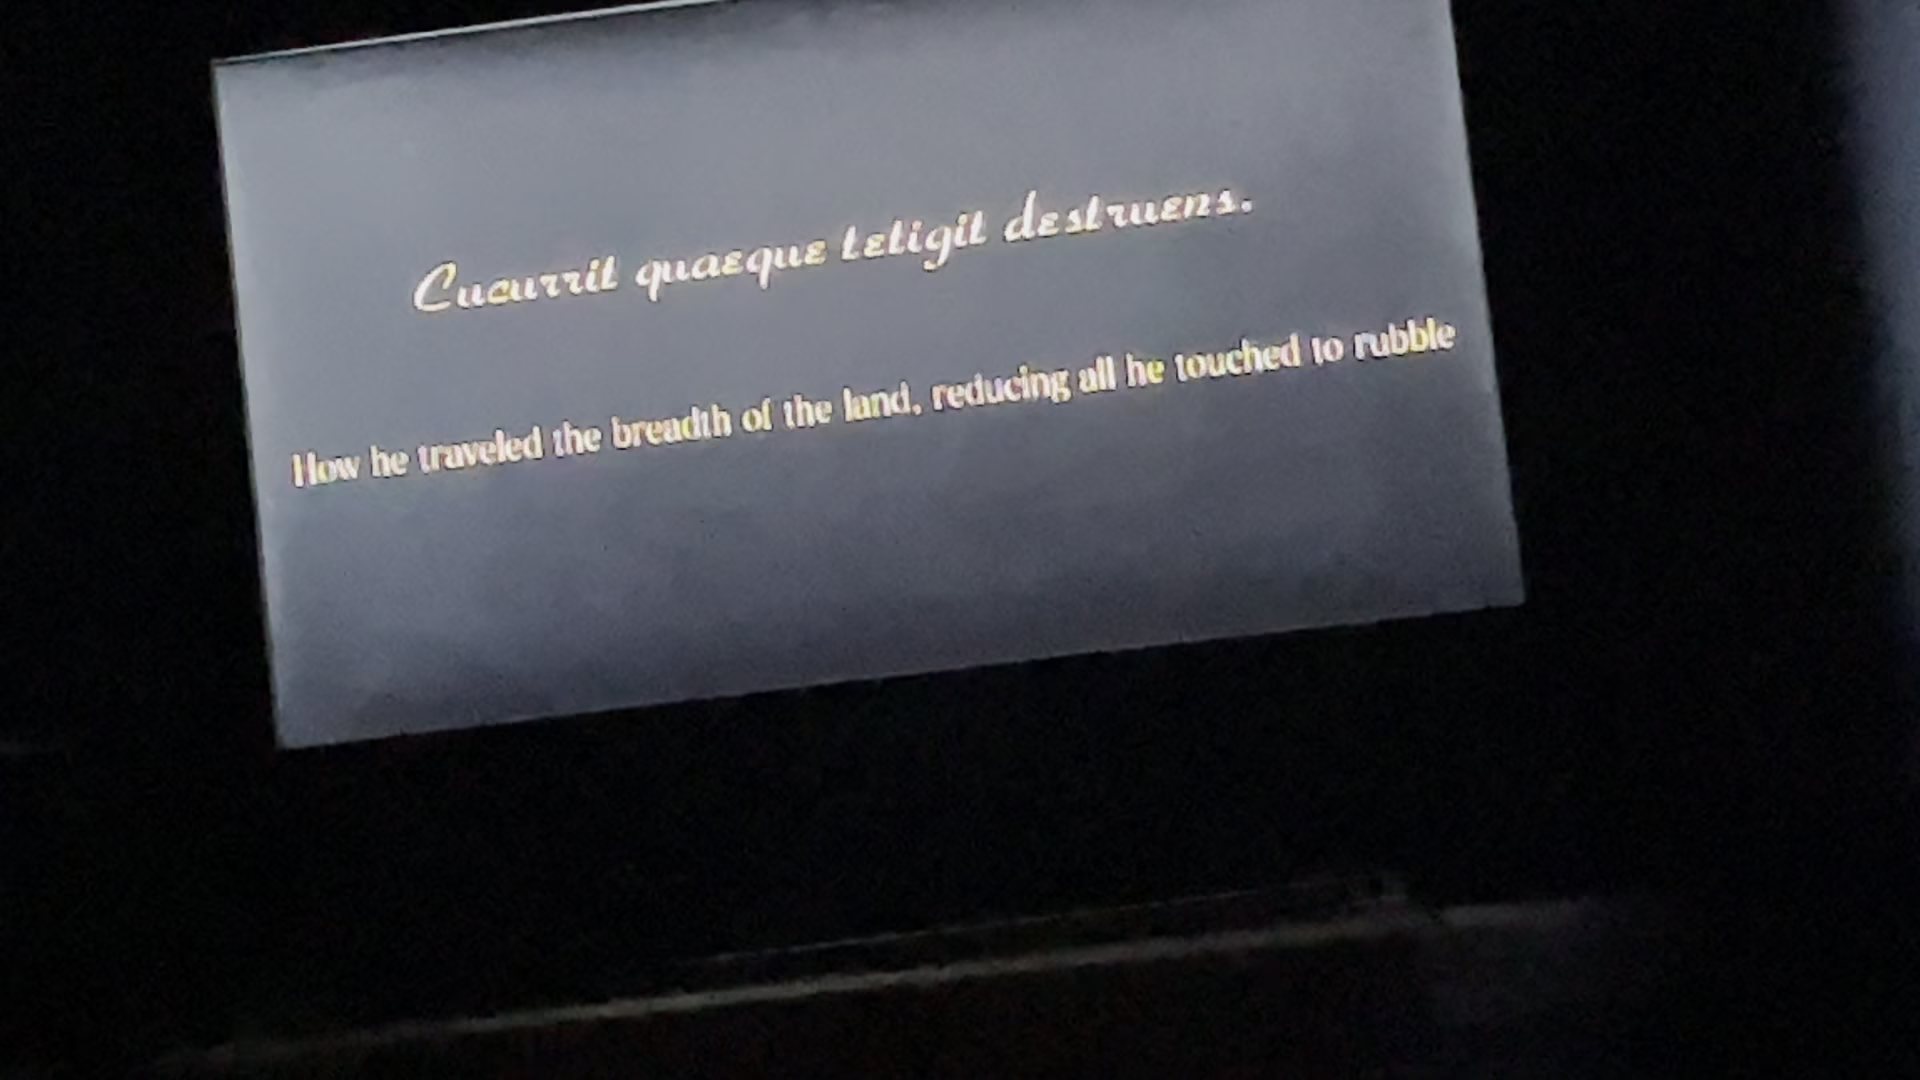 Cucurrit quaeque tetigit destruens.
How he traveled the breadth of the land, reducing all he touched to rubble